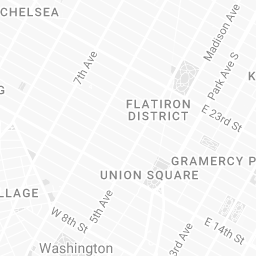 CHELSEA
7th Ave
Madison Ave
Park Ave S
K
G
FLATIRON
DISTRICT
E 23rd St
GRAMERCY P
UNION SQUARE
LLAGE
W 8th St
5th Ave
E 14th St
3rd Ave
Washington